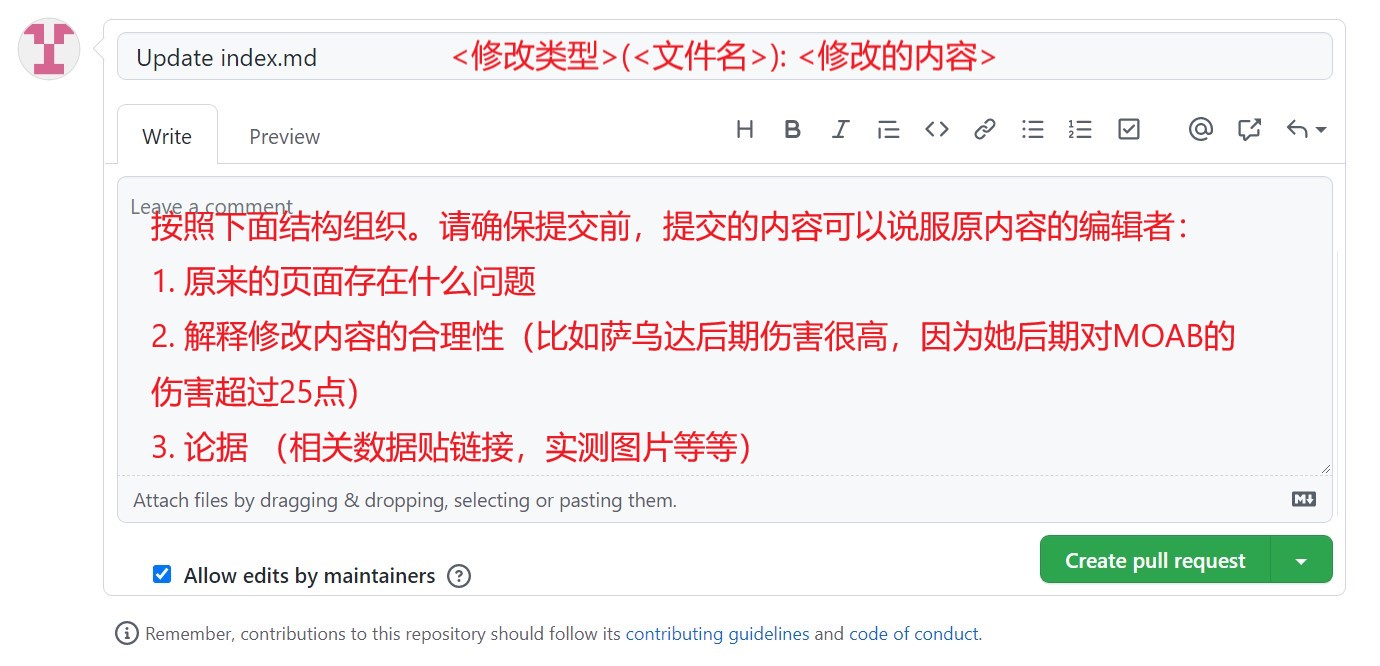 Update index.md <修改类型>(<文件名>): <修改的内容>
Write Preview
Leave a comment
按照下面结构组织。请确保提交前，提交的内容可以说服原内容的编辑者：
1. 原来的页面存在什么问题
2. 解释修改内容的合理性（比如萨乌达后期伤害很高，因为她后期对MOAB的
伤害超过25点）
3. 论据 （相关数据贴链接，实测图片等等）
Attach files by dragging & dropping, selecting or pasting them.
Allow edits by maintainers
Create pull request
Remember, contributions to this repository should follow its contributing guidelines and code of conduct.